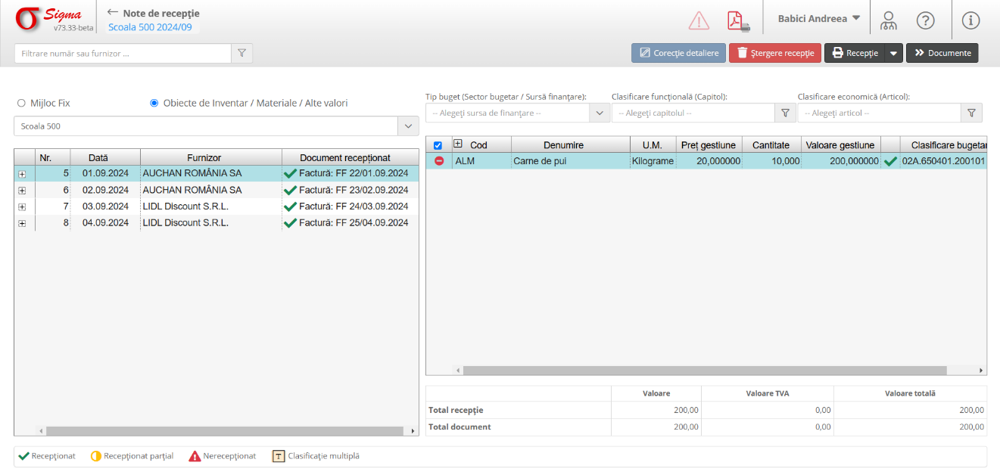 σ Sigma
v73.33-beta
Note de recepție
Scoala 500 2024/09
Babici Andreea
Filtrare număr sau furnizor ...
Corecție detaliere
Ștergere recepție
Recepție
Documente
Mijloc Fix
Obiecte de Inventar / Materiale / Alte valori
Scoala 500
Tip buget (Sector bugetar / Sursă finanțare):
Clasificare funcțională (Capitol):
Clasificare economică (Articol):
-- Alegeți sursa de finanțare --
-- Alegeți capitolul --
-- Alegeți articol --
Nr. Dată Furnizor Document recepționat
5 01.09.2024 AUCHAN ROMÂNIA SA Factură: FF 22/01.09.2024
6 02.09.2024 AUCHAN ROMÂNIA SA Factură: FF 23/02.09.2024
7 03.09.2024 LIDL Discount S.R.L. Factură: FF 24/03.09.2024
8 04.09.2024 LIDL Discount S.R.L. Factură: FF 25/04.09.2024
Cod Denumire U.M. Preț gestiune Cantitate Valoare gestiune Clasificare bugetar
ALM Carne de pui Kilograme 20,000000 10,000 200,000000 02A.650401.200101
Valoare Valoare TVA Valoare totală
Total recepție 200,00 0,00 200,00
Total document 200,00 0,00 200,00
Recepționat
Recepționat parțial
Nerecepționat
T Clasificație multiplă